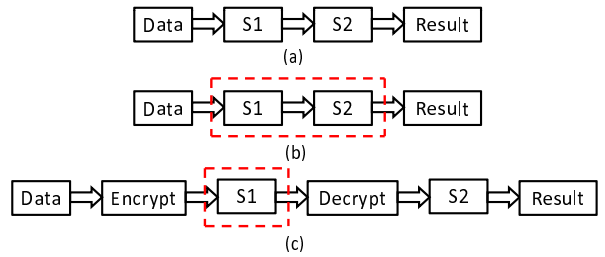 Data S1 S2 Result
(a)
Data S1 S2 Result
(b)
Data Encrypt S1 Decrypt S2 Result
(c)